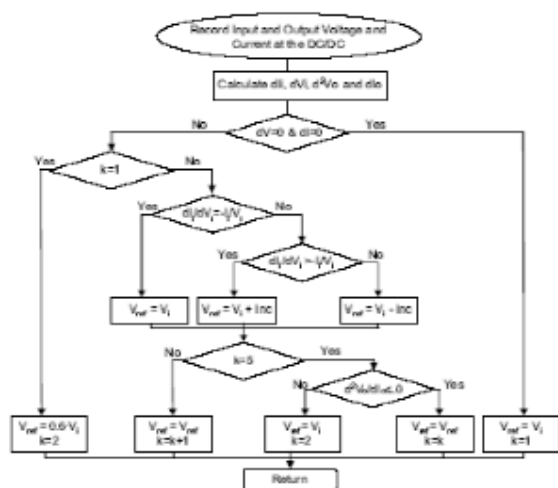 Record Input and Output Voltage and
Current at the DC/DC
Calculate dIi, dVi, d²Vo and dIo
No
dV=0 & dI=0
Yes
Yes
k=1
No
Yes
dIi/dVi=-Ii/Vi
No
Yes
dIi/dVi>-Ii/Vi
No
Vref = Vi
Vref = Vi + inc
Vref = Vi - inc
No
k=5
Yes
No
Yes
Vref = 0.6·Vi
k=2
Vref = Vref
k=k+1
Vref = Vi
k=2
Vref = Vref
k=k
Vref = Vi
k=1
Return